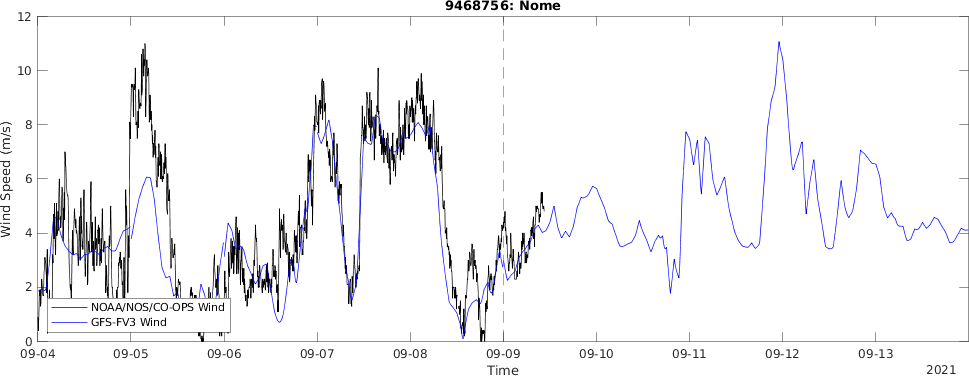 9468756: Nome
12
10
8
6
4
2
0
Wind Speed (m/s)
NOAA/NOS/CO-OPS Wind
GFS-FV3 Wind
09-04 09-05 09-06 09-07 09-08 09-09 09-10 09-11 09-12 09-13
Time
2021